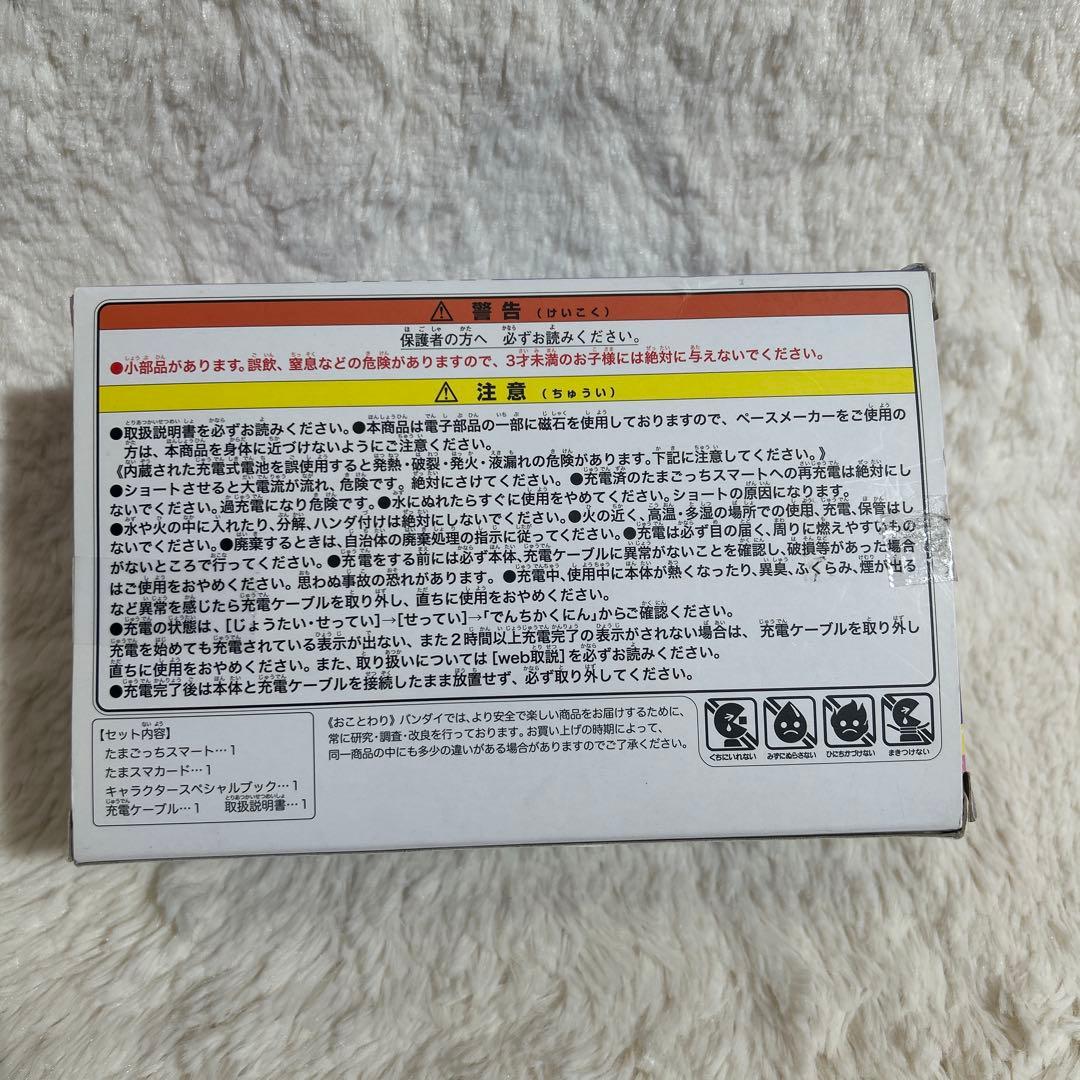 ⚠ 警告（けいこく）
保護者の方へ 必ずお読みください。
●小部品があります。誤飲、窒息などの危険がありますので、3才未満のお子様には絶対に与えないでください。
⚠ 注意（ちゅうい）
●取扱説明書を必ずお読みください。●本商品は電子部品の一部に磁石を使用しておりますので、ペースメーカーをご使用の
方は、本商品を身体に近づけないようにご注意ください。
《内蔵された充電式電池を誤使用すると発熱・破裂・発火・液漏れの危険があります。下記に注意してください。》
●ショートさせると大電流が流れ、危険です。絶対にさけてください。●充電済のたまごっちスマートへの再充電は絶対にし
ないでください。過充電になり危険です。●水にぬれたらすぐに使用をやめてください。ショートの原因になります。
●水や火の中に入れたり、分解、ハンダ付けは絶対にしないでください。●火の近く、高温・多湿の場所での使用、充電、保管はし
ないでください。●廃棄するときは、自治体の廃棄処理の指示に従ってください。●充電は必ず目の届く、周りに燃えやすいもの
がないところで行ってください。●充電をする前には必ず本体、充電ケーブルに異常がないことを確認し、破損等があった場合
はご使用をおやめください。思わぬ事故の恐れがあります。●充電中、使用中に本体が熱くなったり、異臭、ふくらみ、煙が出る
など異常を感じたら充電ケーブルを取り外し、直ちに使用をおやめください。
●充電の状態は、[じょうたい・せってい]→[せってい]→「でんちかくにん」からご確認ください。
充電を始めても充電されている表示が出ない、また2時間以上充電完了の表示がされない場合は、充電ケーブルを取り外し
直ちに使用をおやめください。また、取り扱いについては[web取説]を必ずお読みください。
●充電完了後は本体と充電ケーブルを接続したまま放置せず、必ず取り外してください。
【セット内容】
たまごっちスマート…1
たまスマカード…1
キャラクタースペシャルブック…1
充電ケーブル…1 取扱説明書…1
《おことわり》バンダイでは、より安全で楽しい商品をお届けするために、
常に研究・調査・改良を行っております。お買い上げの時期によって、
同一商品の中にも多少の違いがある場合がありますのでご了承ください。
くちにいれない みずにぬらさない ひにちかづけない まきつけない